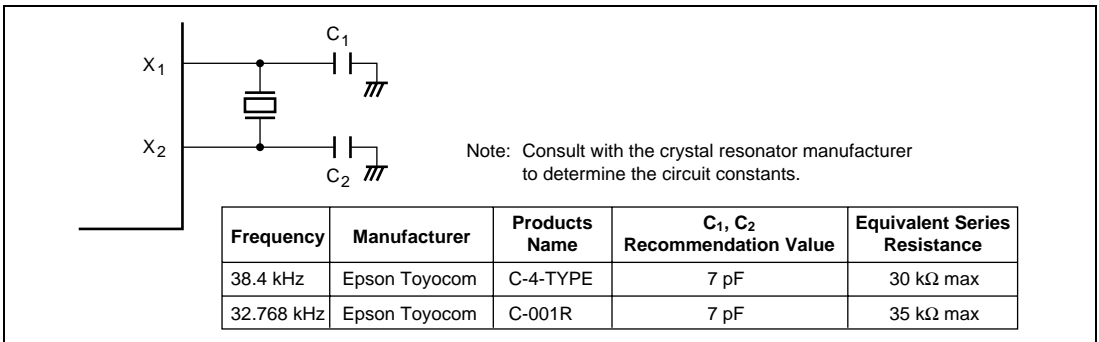 C1
X1
X2
C2
Note: Consult with the crystal resonator manufacturer
to determine the circuit constants.
Frequency Manufacturer Products Name C1, C2 Recommendation Value Equivalent Series Resistance
38.4 kHz Epson Toyocom C-4-TYPE 7 pF 30 kΩ max
32.768 kHz Epson Toyocom C-001R 7 pF 35 kΩ max